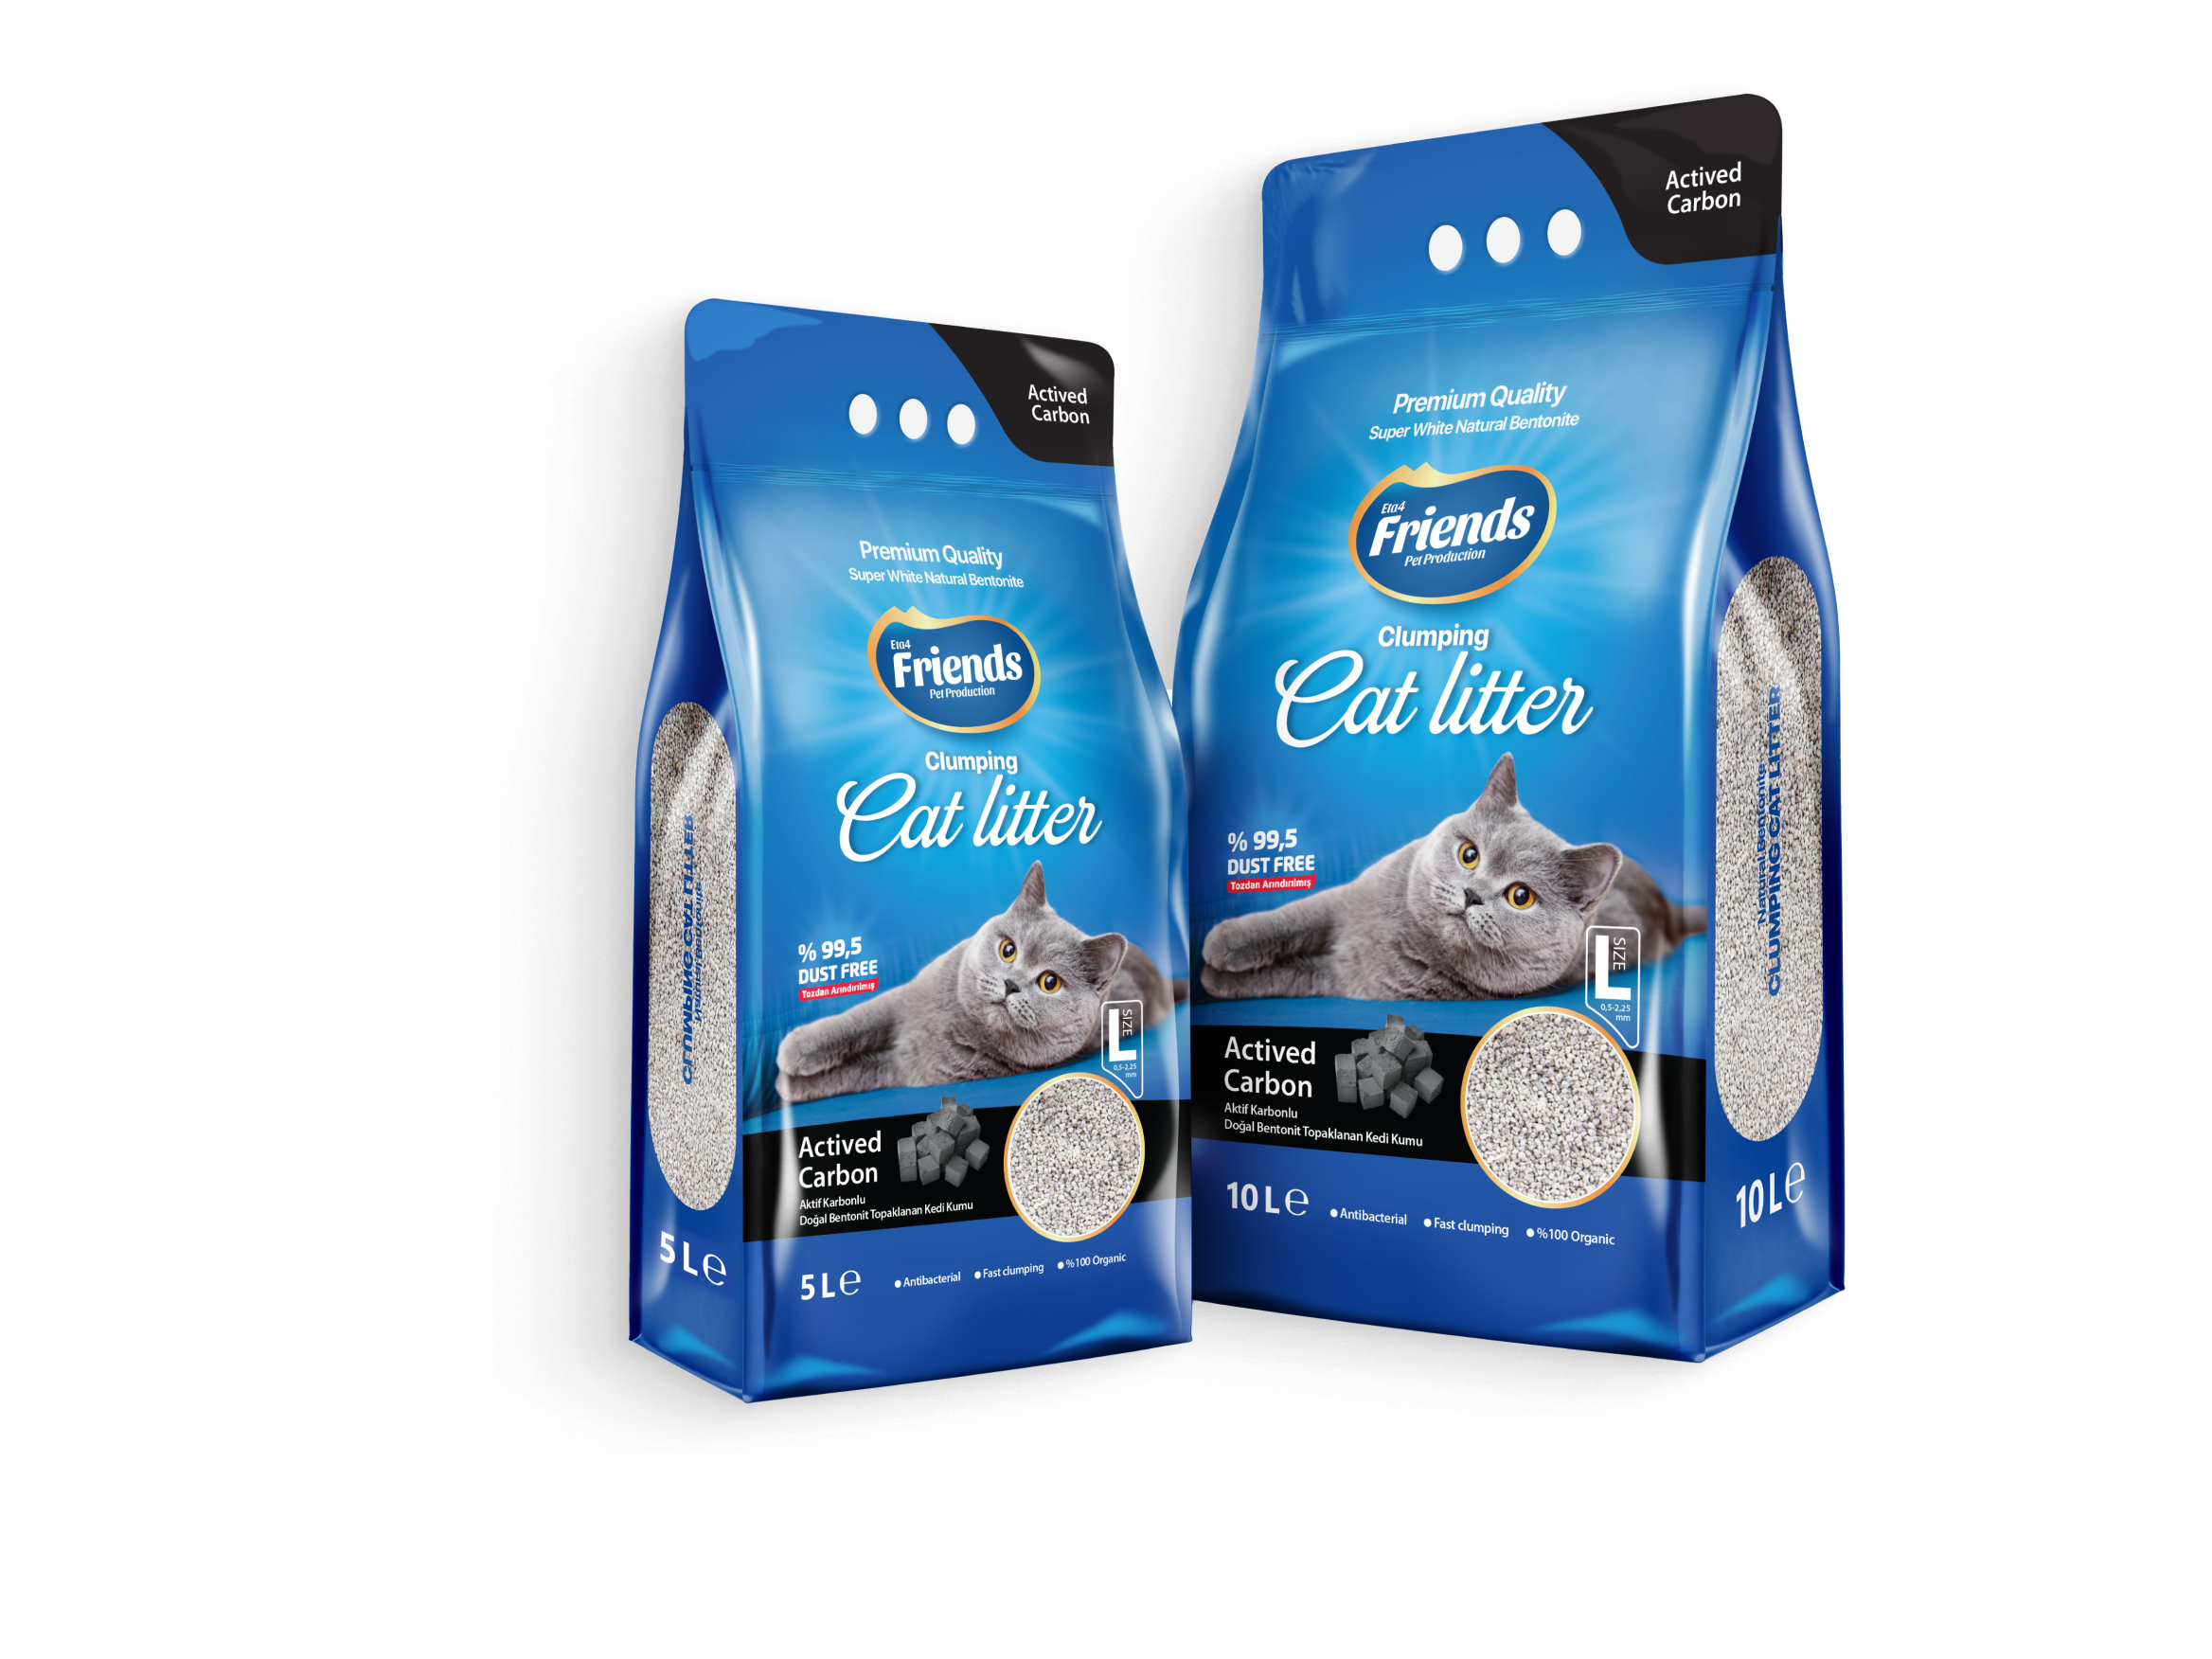 Actived
Carbon
Premium Quality
Super White Natural Bentonite
Eta4
Friends
Pet Production
Clumping
Cat litter
% 99,5
DUST FREE
Tozdan Arındırılmış
L SIZE
0,5-2,25
mm
Actived
Carbon
Aktif Karbonlu
Doğal Bentonit Topaklanan Kedi Kumu
5 L e
Antibacterial
Fast clumping
%100 Organic
CLUMPING CAT LITTER
5 L e
Actived
Carbon
Premium Quality
Super White Natural Bentonite
Eta4
Friends
Pet Production
Clumping
Cat litter
% 99,5
DUST FREE
Tozdan Arındırılmış
L SIZE
0,5-2,25
mm
Actived
Carbon
Aktif Karbonlu
Doğal Bentonit Topaklanan Kedi Kumu
10 L e
Antibacterial
Fast clumping
%100 Organic
Natural Bentonite
CLUMPING CAT LITTER
10 L e